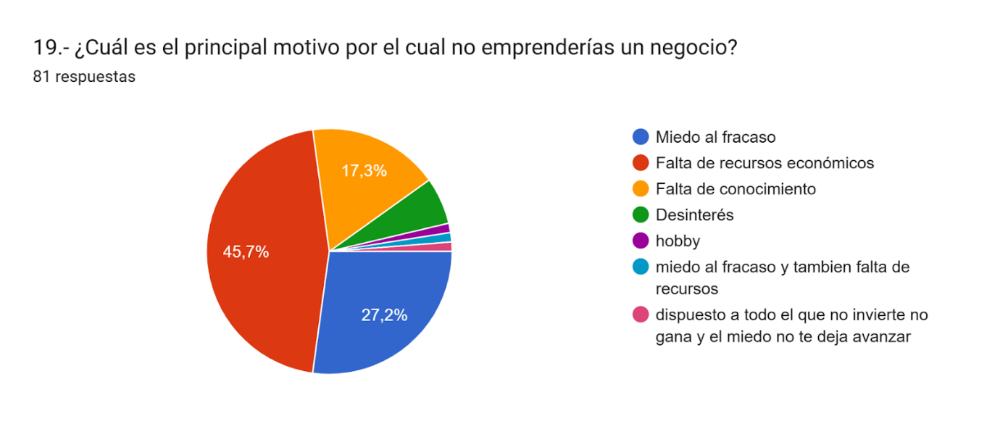 19.- ¿Cuál es el principal motivo por el cual no emprenderías un negocio?
81 respuestas
17,3%
45,7%
27,2%
Miedo al fracaso
Falta de recursos económicos
Falta de conocimiento
Desinterés
hobby
miedo al fracaso y tambien falta de
recursos
dispuesto a todo el que no invierte no
gana y el miedo no te deja avanzar